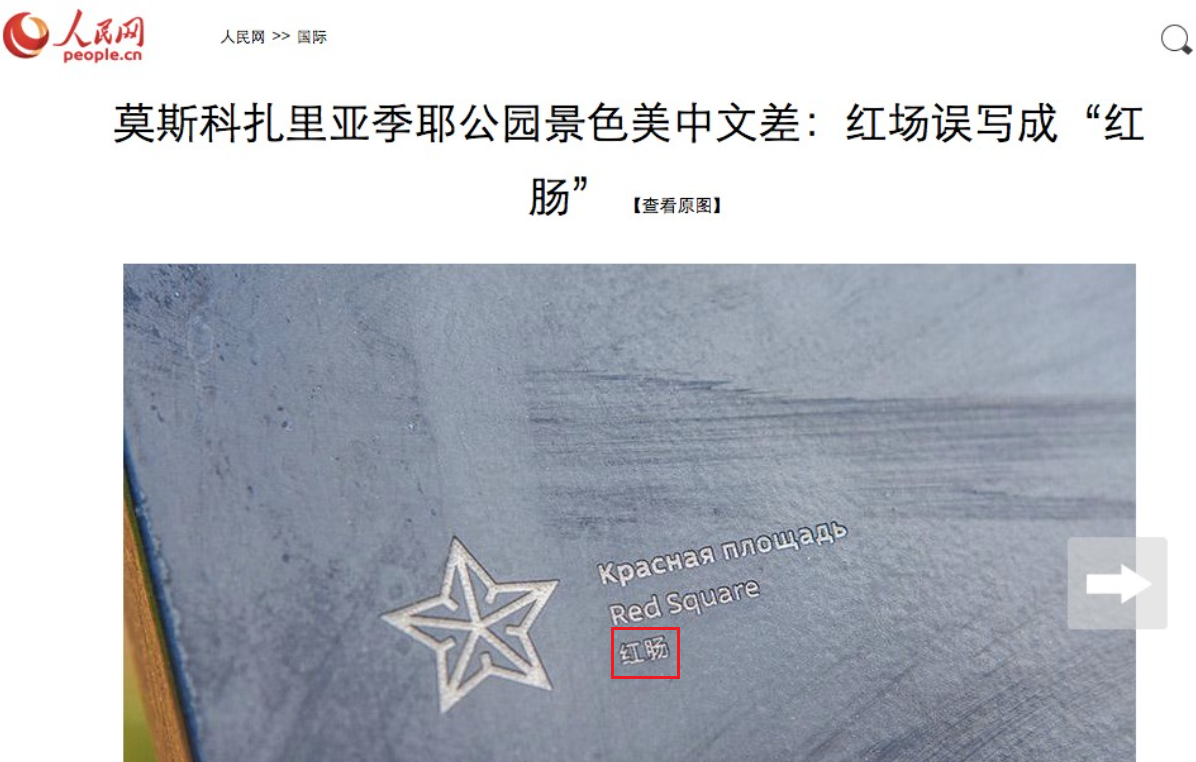 人民网
people.cn
人民网 >> 国际
莫斯科扎里亚季耶公园景色美中文差：红场误写成“红
肠” 【查看原图】
Красная площадь
Red Square
红肠